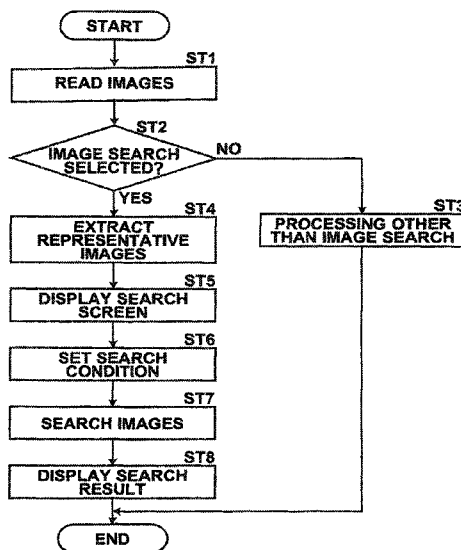 START
ST1
READ IMAGES
ST2
IMAGE SEARCH
SELECTED?
NO
YES
ST3
PROCESSING OTHER
THAN IMAGE SEARCH
ST4
EXTRACT
REPRESENTATIVE
IMAGES
ST5
DISPLAY SEARCH
SCREEN
ST6
SET SEARCH
CONDITION
ST7
SEARCH IMAGES
ST8
DISPLAY SEARCH
RESULT
END